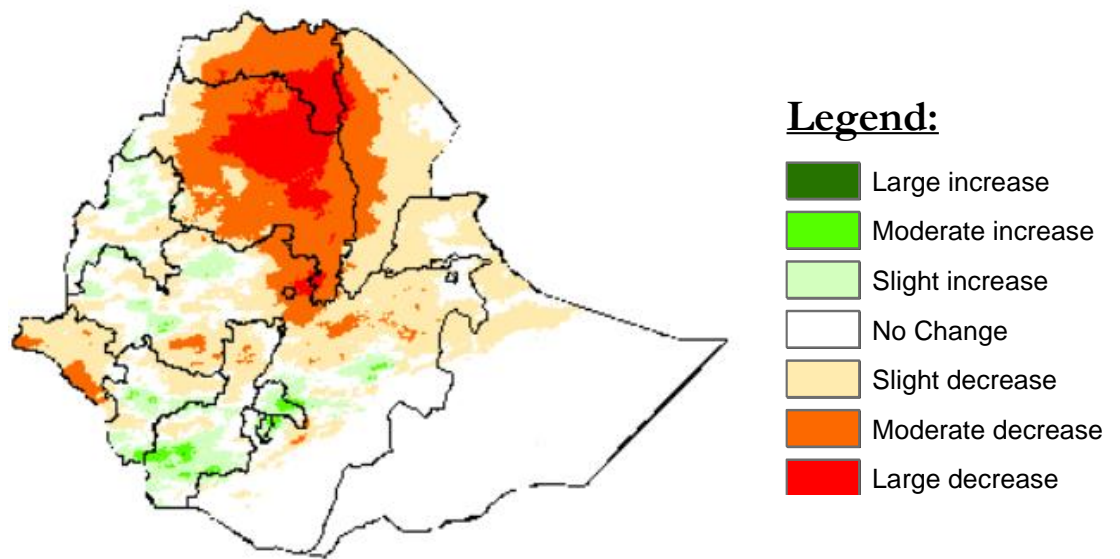 Legend:
Large increase
Moderate increase
Slight increase
No Change
Slight decrease
Moderate decrease
Large decrease